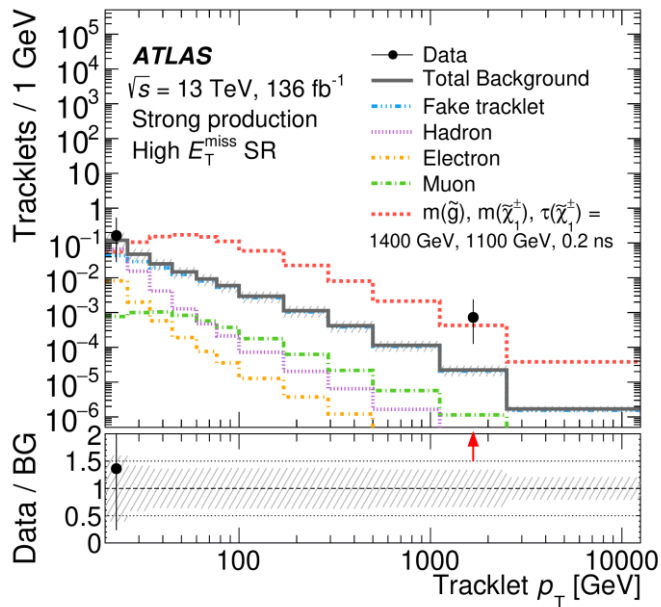 ATLAS
√s = 13 TeV, 136 fb⁻¹
Strong production
High E_T^miss SR
Data
Total Background
Fake tracklet
Hadron
Electron
Muon
m(g̃), m(χ̃₁^±), τ(χ̃₁^±) =
1400 GeV, 1100 GeV, 0.2 ns
Tracklets / 1 GeV
10⁵
10⁴
10³
10²
10
1
10⁻¹
10⁻²
10⁻³
10⁻⁴
10⁻⁵
10⁻⁶
Data / BG
2
1.5
1
0.5
0
100
1000
10000
Tracklet p_T [GeV]